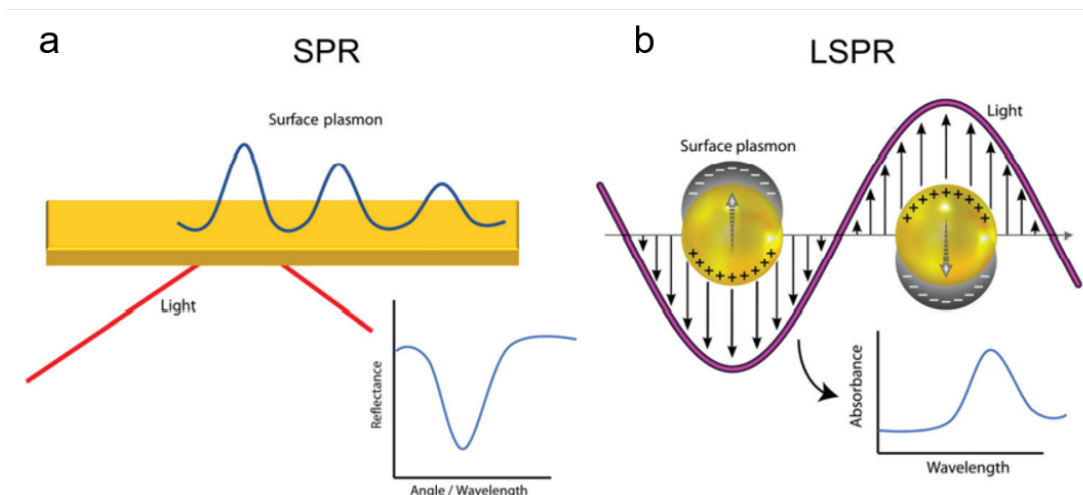 a
SPR
Surface plasmon
Light
Reflectance
Angle / Wavelength
b
LSPR
Light
Surface plasmon
Absorbance
Wavelength